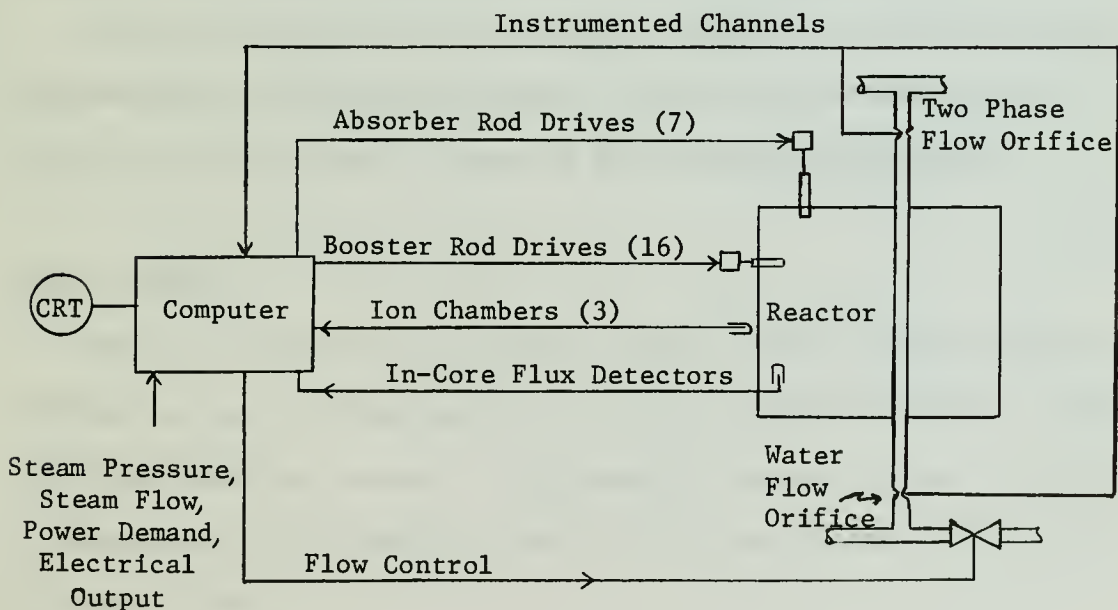 Instrumented Channels
Two Phase
Flow Orifice
Absorber Rod Drives (7)
Booster Rod Drives (16)
CRT
Computer
Ion Chambers (3)
Reactor
In-Core Flux Detectors
Steam Pressure,
Steam Flow,
Power Demand,
Electrical
Output
Water
Flow
Orifice
Flow Control